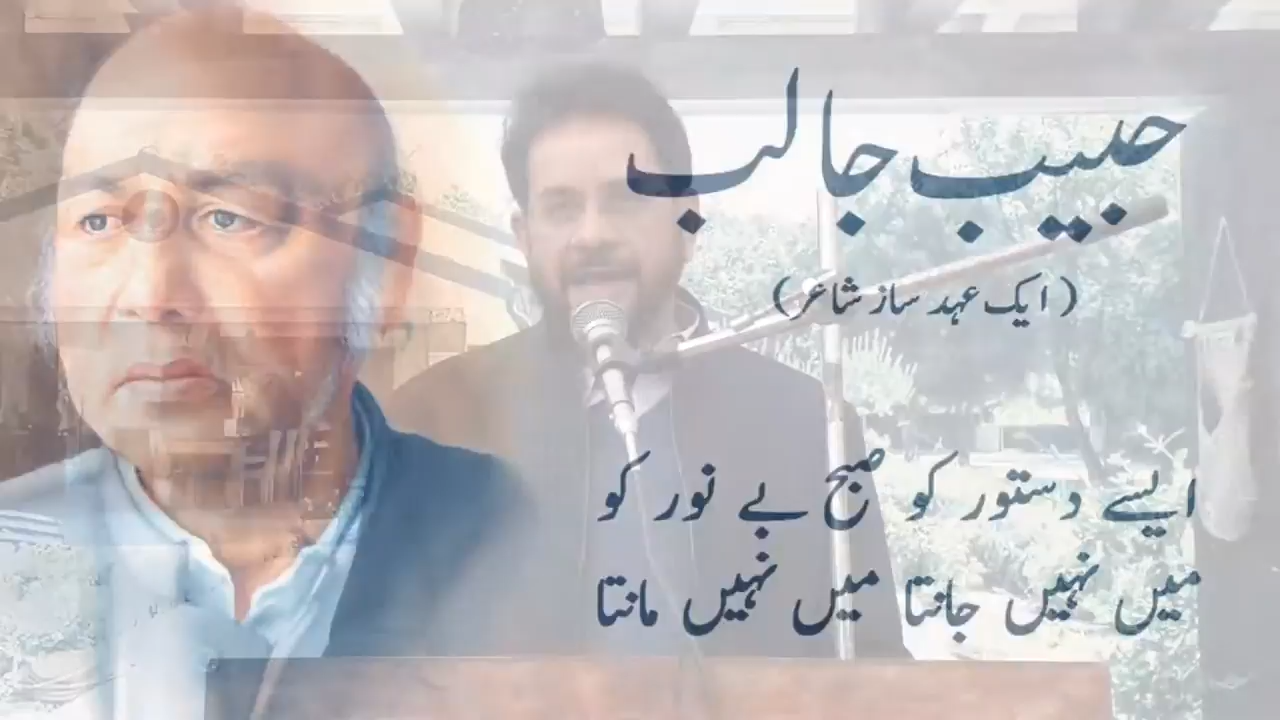 حبیب جالب
(ایک عہد ساز شاعر)
ایسے دستور کو صبح بے نور کو
میں نہیں جانتا میں نہیں مانتا